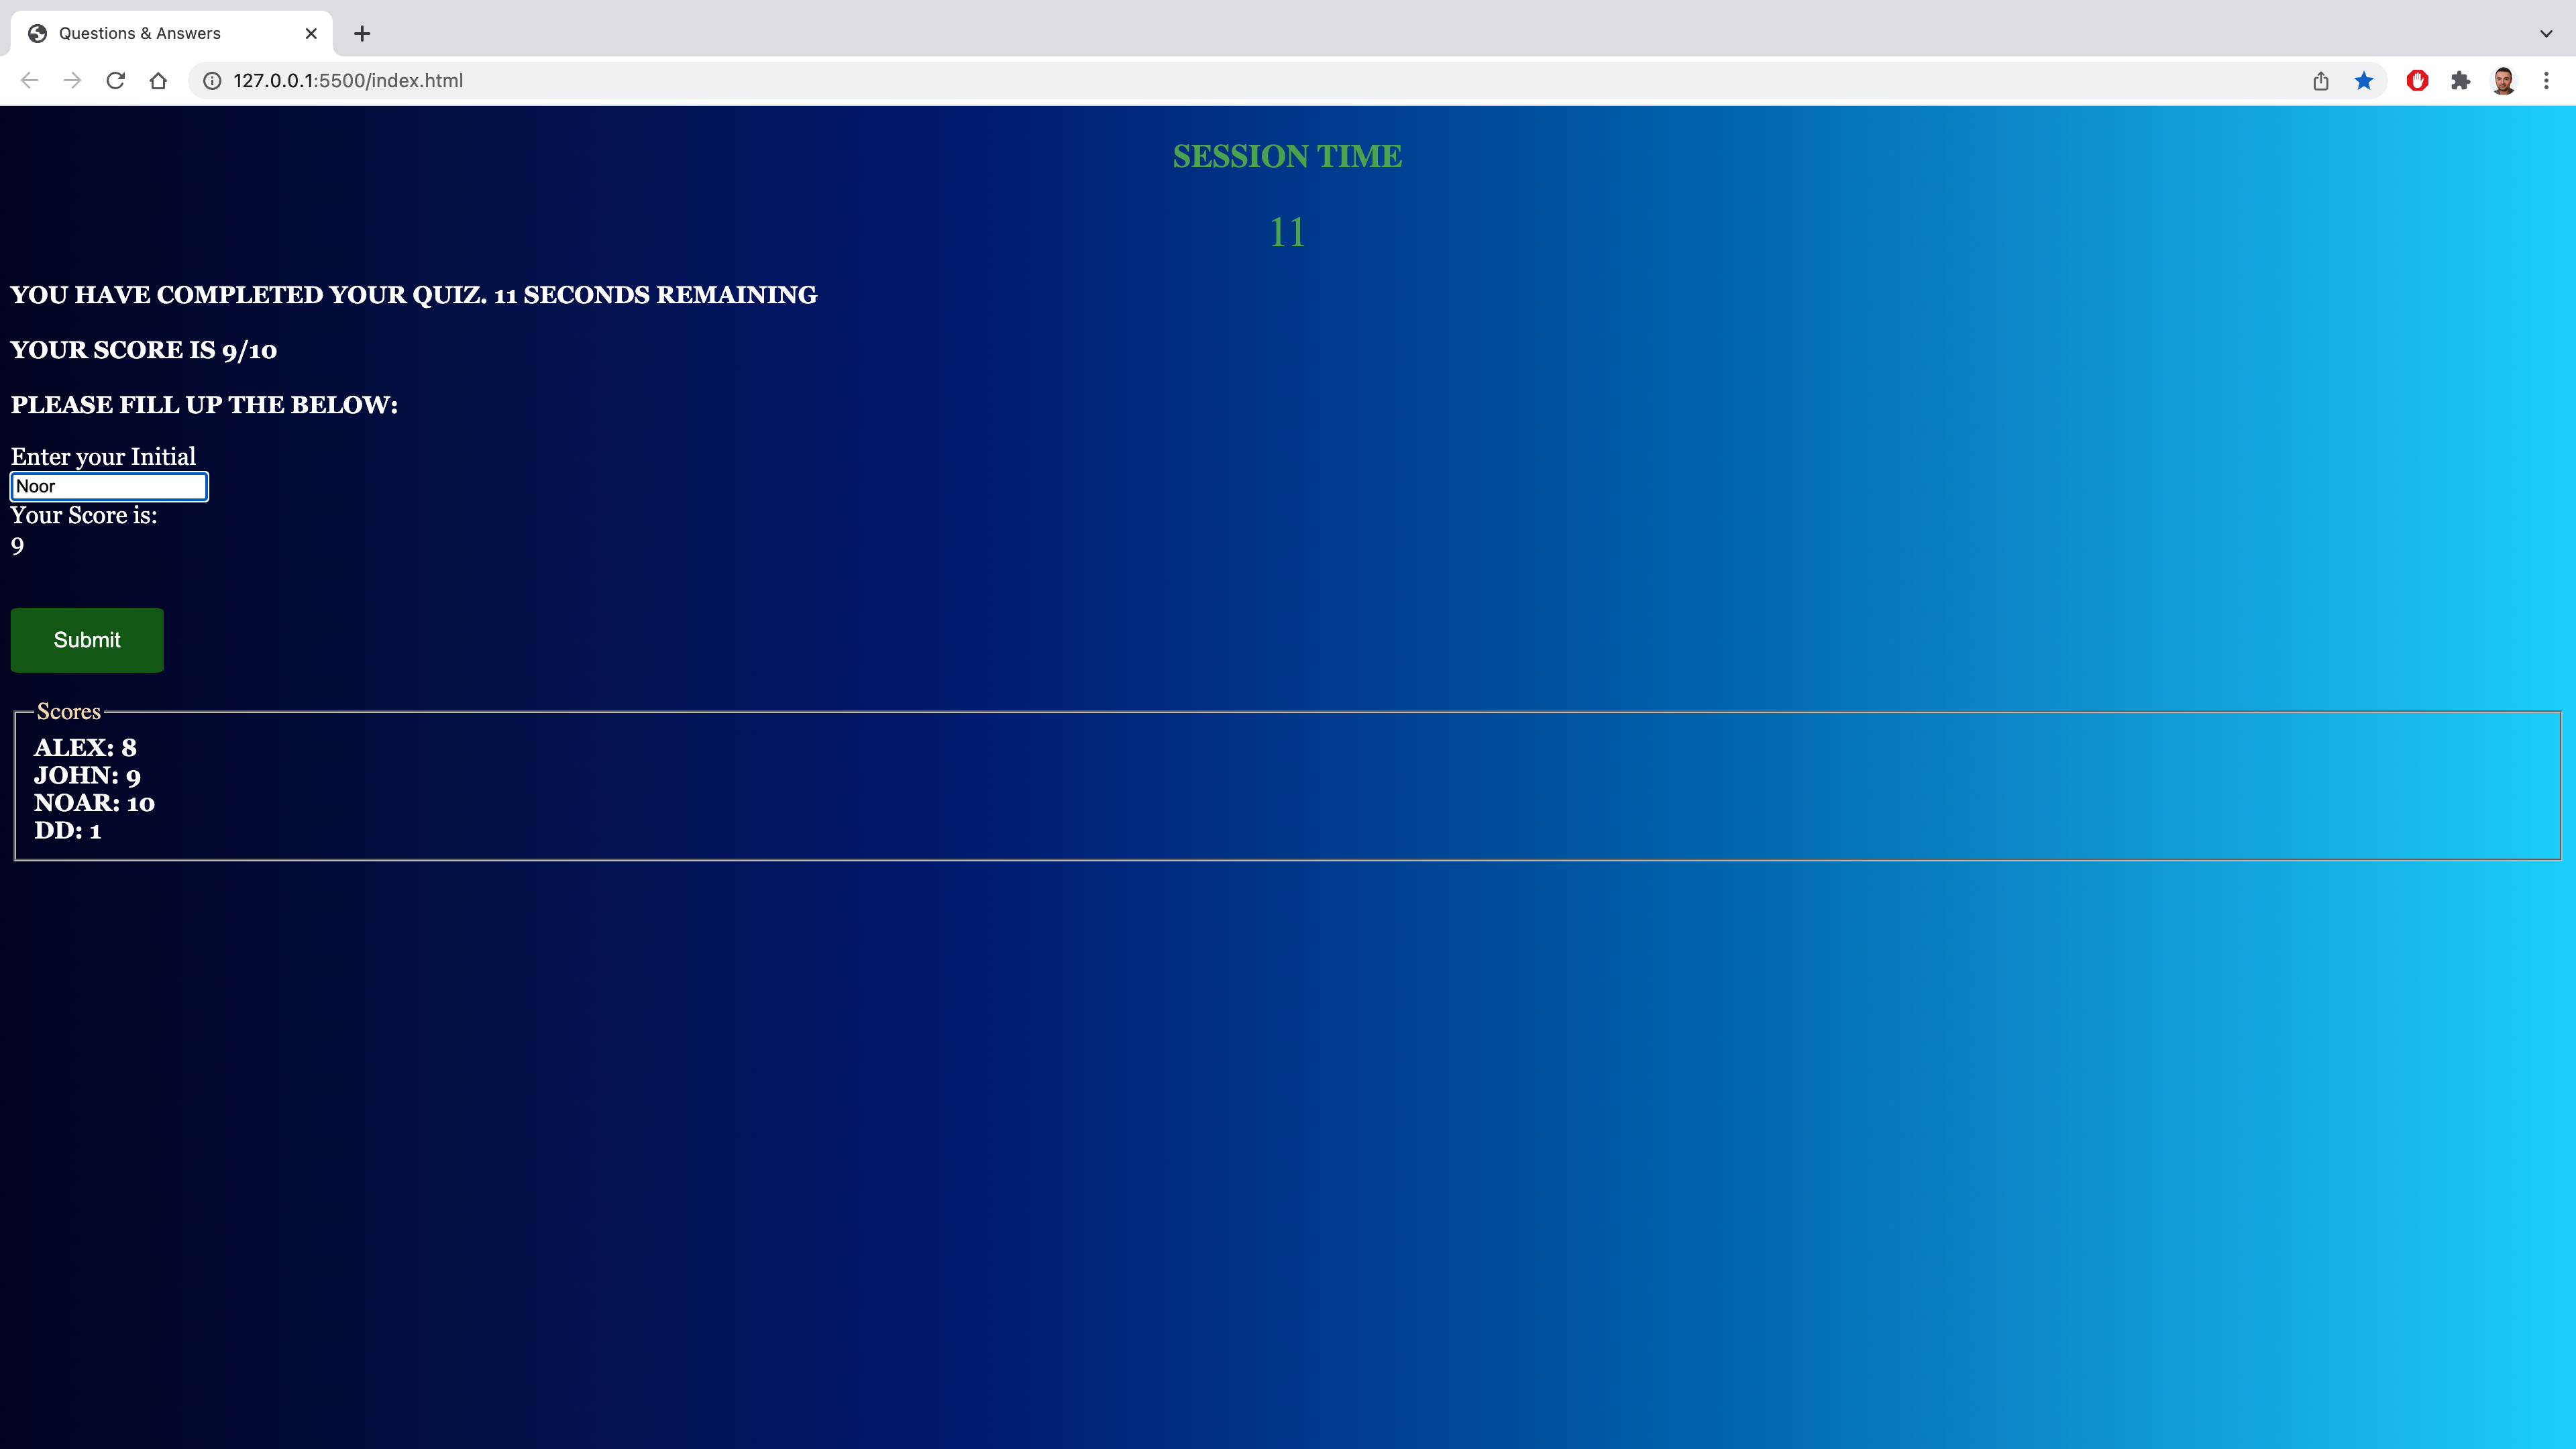 Questions & Answers
127.0.0.1:5500/index.html
SESSION TIME
11
YOU HAVE COMPLETED YOUR QUIZ. 11 SECONDS REMAINING
YOUR SCORE IS 9/10
PLEASE FILL UP THE BELOW:
Enter your Initial
Noor
Your Score is:
9
Submit
Scores
ALEX: 8
JOHN: 9
NOAR: 10
DD: 1